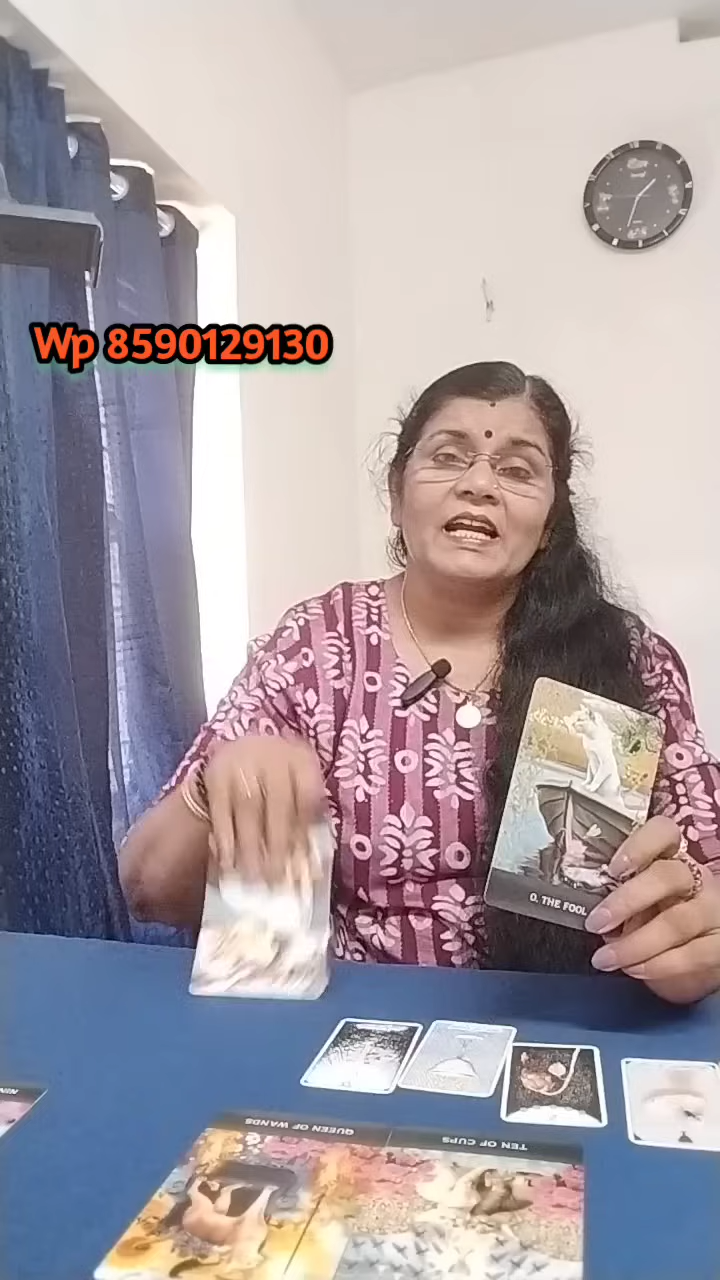 Wp 8590129130
0. THE FOOL
QUEEN OF WANDS
TEN OF CUPS